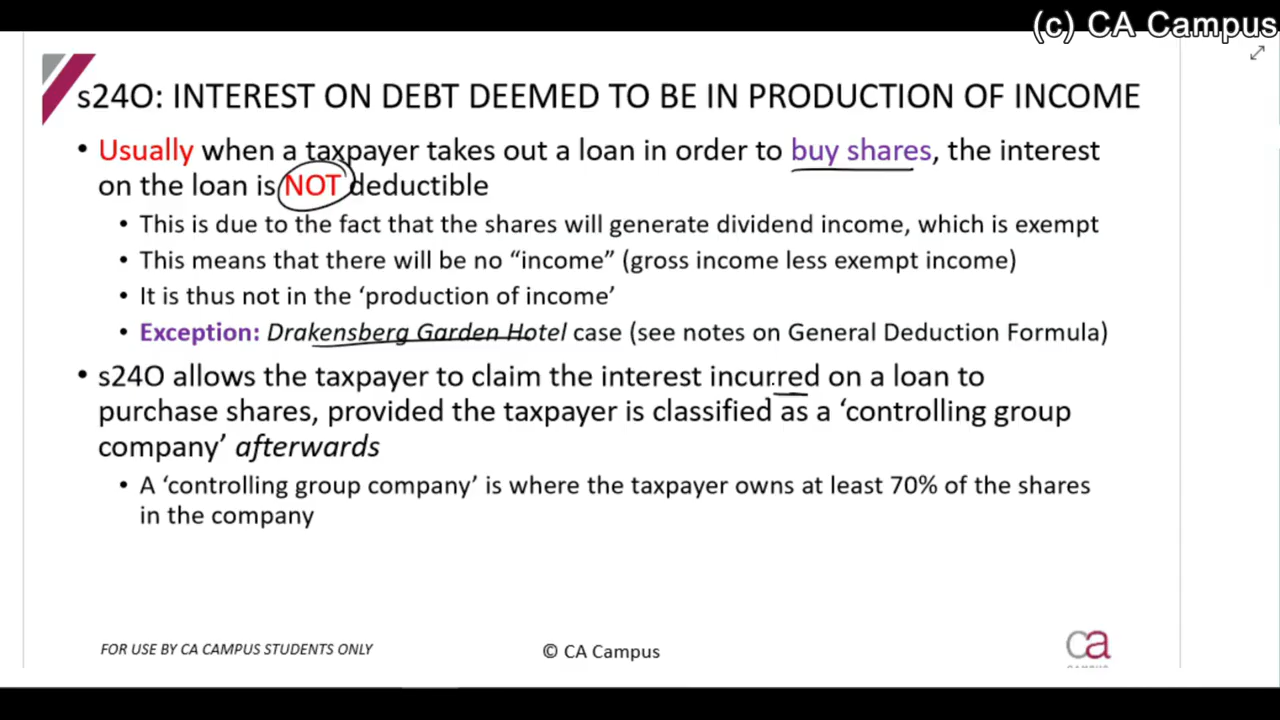 (c) CA Campus
s24O: INTEREST ON DEBT DEEMED TO BE IN PRODUCTION OF INCOME
• Usually when a taxpayer takes out a loan in order to buy shares, the interest
on the loan is NOT deductible
• This is due to the fact that the shares will generate dividend income, which is exempt
• This means that there will be no “income” (gross income less exempt income)
• It is thus not in the ‘production of income’
• Exception: Drakensberg Garden Hotel case (see notes on General Deduction Formula)
• s24O allows the taxpayer to claim the interest incurred on a loan to
purchase shares, provided the taxpayer is classified as a ‘controlling group
company’ afterwards
• A ‘controlling group company’ is where the taxpayer owns at least 70% of the shares
in the company
FOR USE BY CA CAMPUS STUDENTS ONLY
© CA Campus
ca